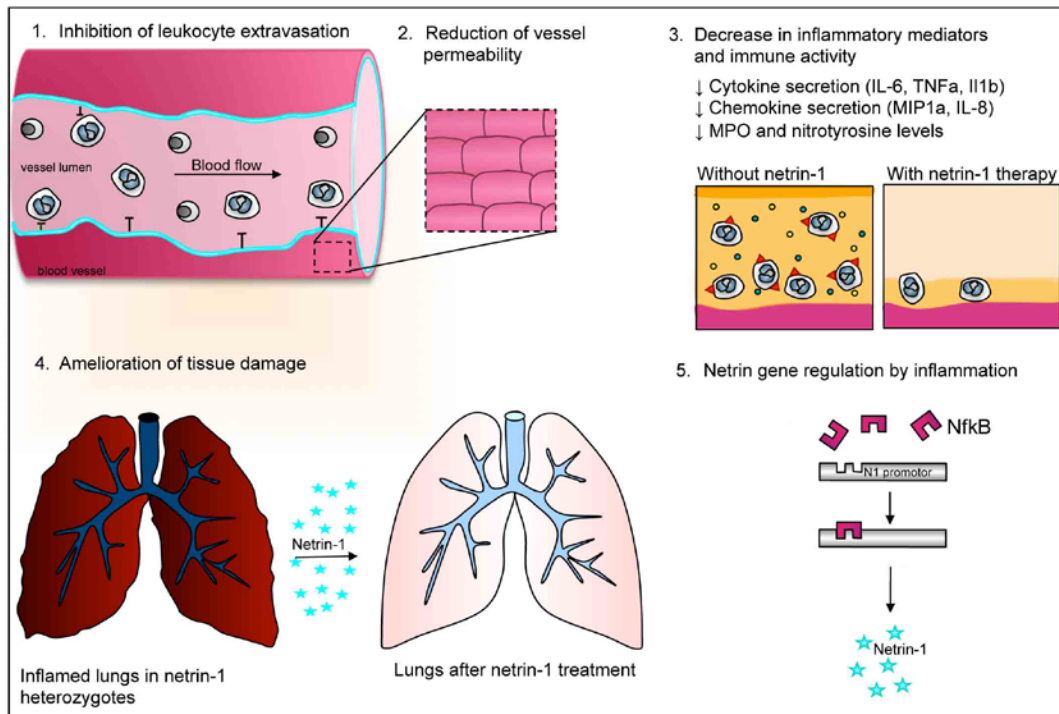 1. Inhibition of leukocyte extravasation
vessel lumen
Blood flow
blood vessel
2. Reduction of vessel
permeability
3. Decrease in inflammatory mediators
and immune activity
↓ Cytokine secretion (IL-6, TNFa, Il1b)
↓ Chemokine secretion (MIP1a, IL-8)
↓ MPO and nitrotyrosine levels
Without netrin-1
With netrin-1 therapy
4. Amelioration of tissue damage
Netrin-1
Inflamed lungs in netrin-1
heterozygotes
Lungs after netrin-1 treatment
5. Netrin gene regulation by inflammation
NfkB
N1 promotor
Netrin-1